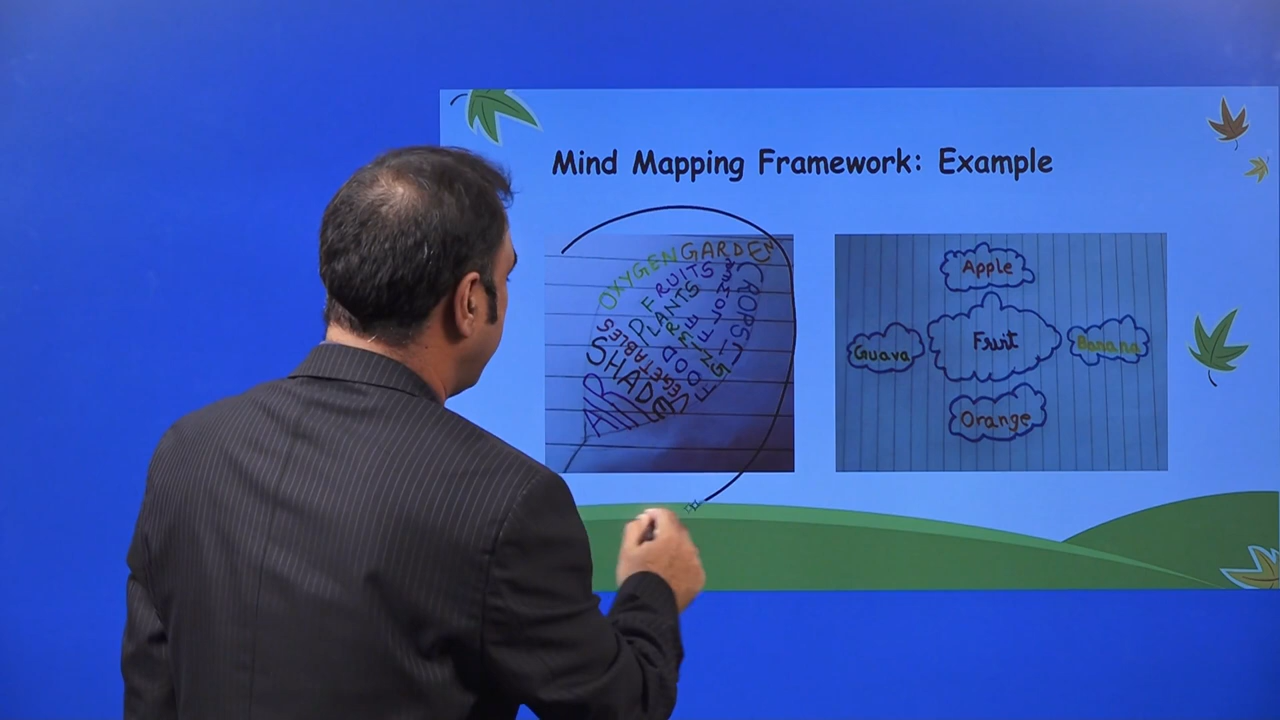 Mind Mapping Framework: Example
OXYGEN GARDEN
FRUITS
PLANTS
CROPS
VEGETABLES
SHADE
FOOD
AIR
Apple
Guava
Fruit
Banana
Orange